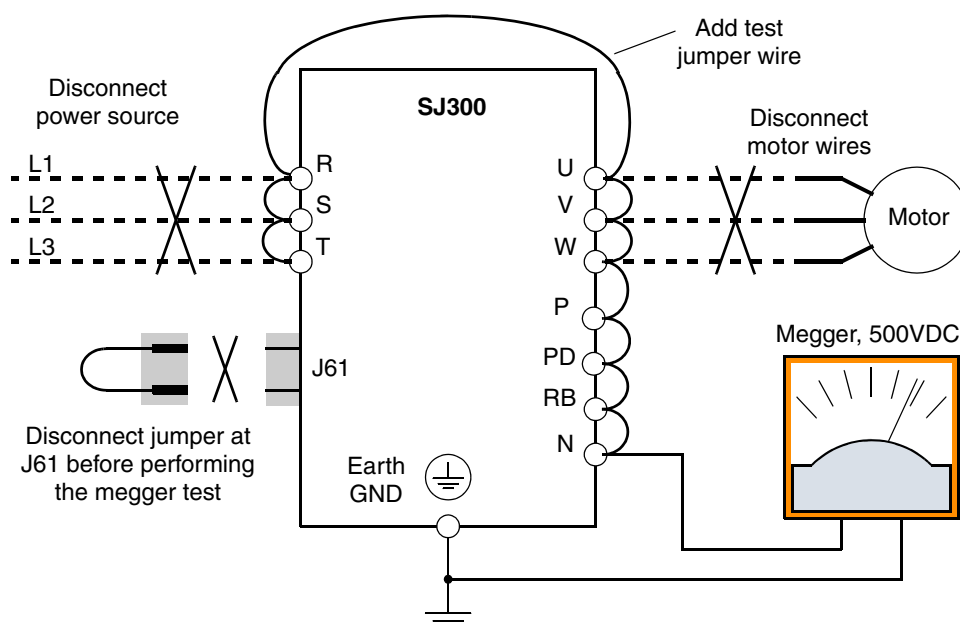 Add test
jumper wire
Disconnect
power source
SJ300
Disconnect
motor wires
L1
R
U
L2
S
V
Motor
L3
T
W
P
Megger, 500VDC
J61
PD
RB
Disconnect jumper at
J61 before performing
the megger test
N
Earth
GND